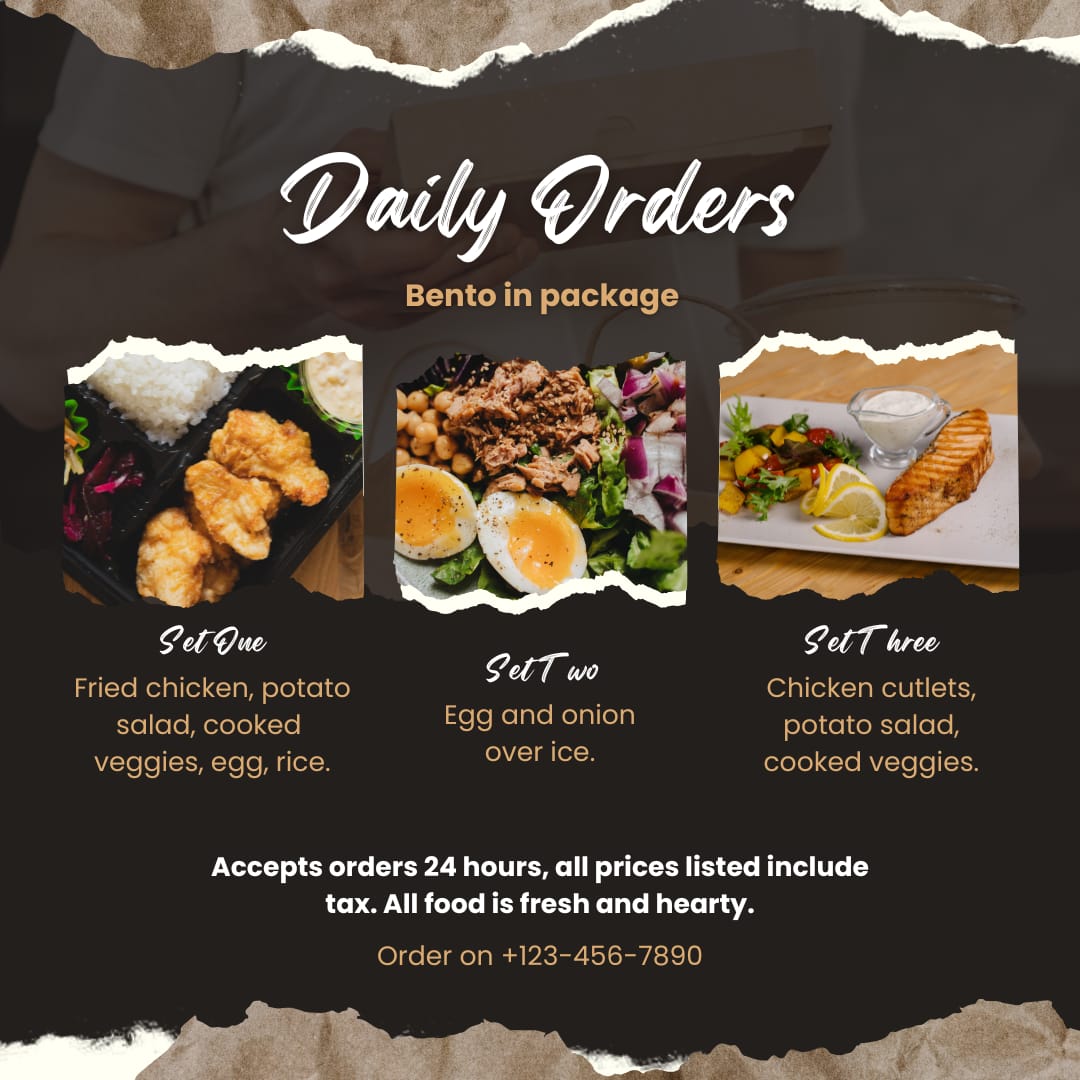 Daily Orders
Bento in package
Set One
Fried chicken, potato
salad, cooked
veggies, egg, rice.
Set Two
Egg and onion
over ice.
Set Three
Chicken cutlets,
potato salad,
cooked veggies.
Accepts orders 24 hours, all prices listed include
tax. All food is fresh and hearty.
Order on +123-456-7890